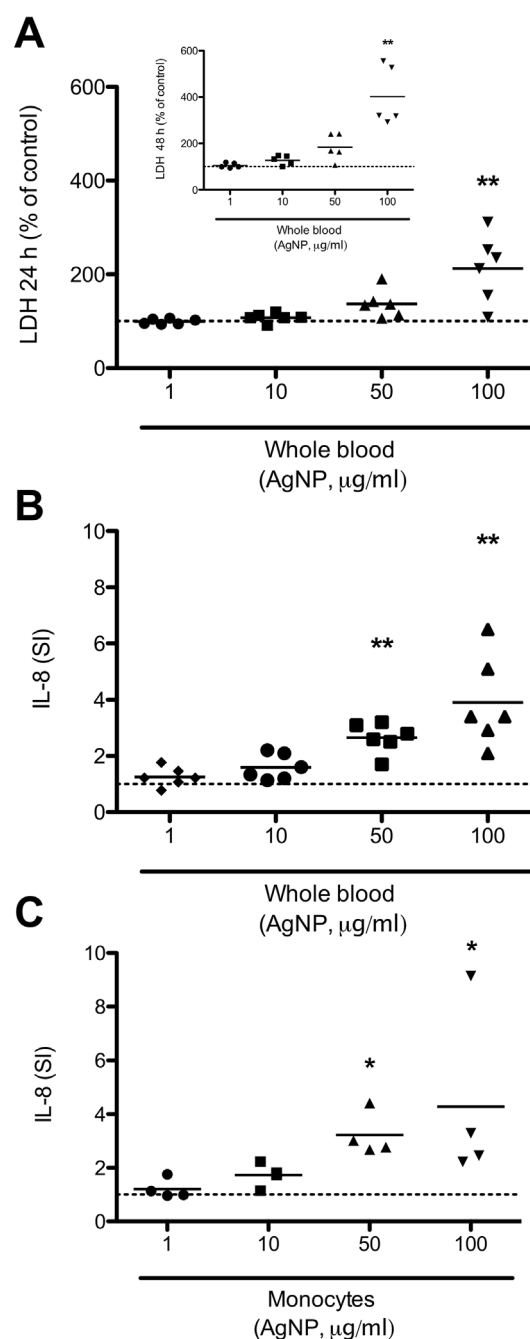 A
LDH 48 h (% of control)
600
400
200
0
**
1 10 50 100
Whole blood
(AgNP, μg/ml)
LDH 24 h (% of control)
600
400
200
0
**
1 10 50 100
Whole blood
(AgNP, μg/ml)
B
IL-8 (SI)
10
8
6
4
2
0
**
**
1 10 50 100
Whole blood
(AgNP, μg/ml)
C
IL-8 (SI)
10
8
6
4
2
0
*
*
1 10 50 100
Monocytes
(AgNP, μg/ml)